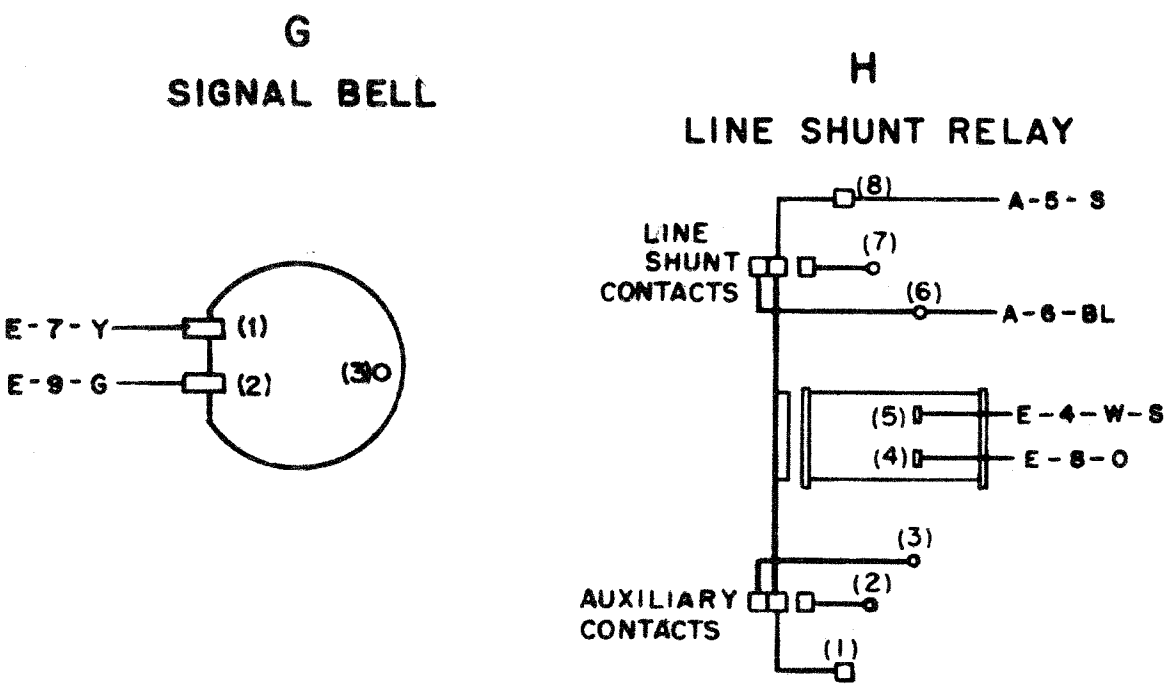 G
SIGNAL BELL
E-7-Y
(1)
E-9-G
(2)
(3)
H
LINE SHUNT RELAY
(8)
A-5-S
LINE
SHUNT
CONTACTS
(7)
(6)
A-6-BL
(5)
E-4-W-S
(4)
E-8-O
(3)
AUXILIARY
CONTACTS
(2)
(1)